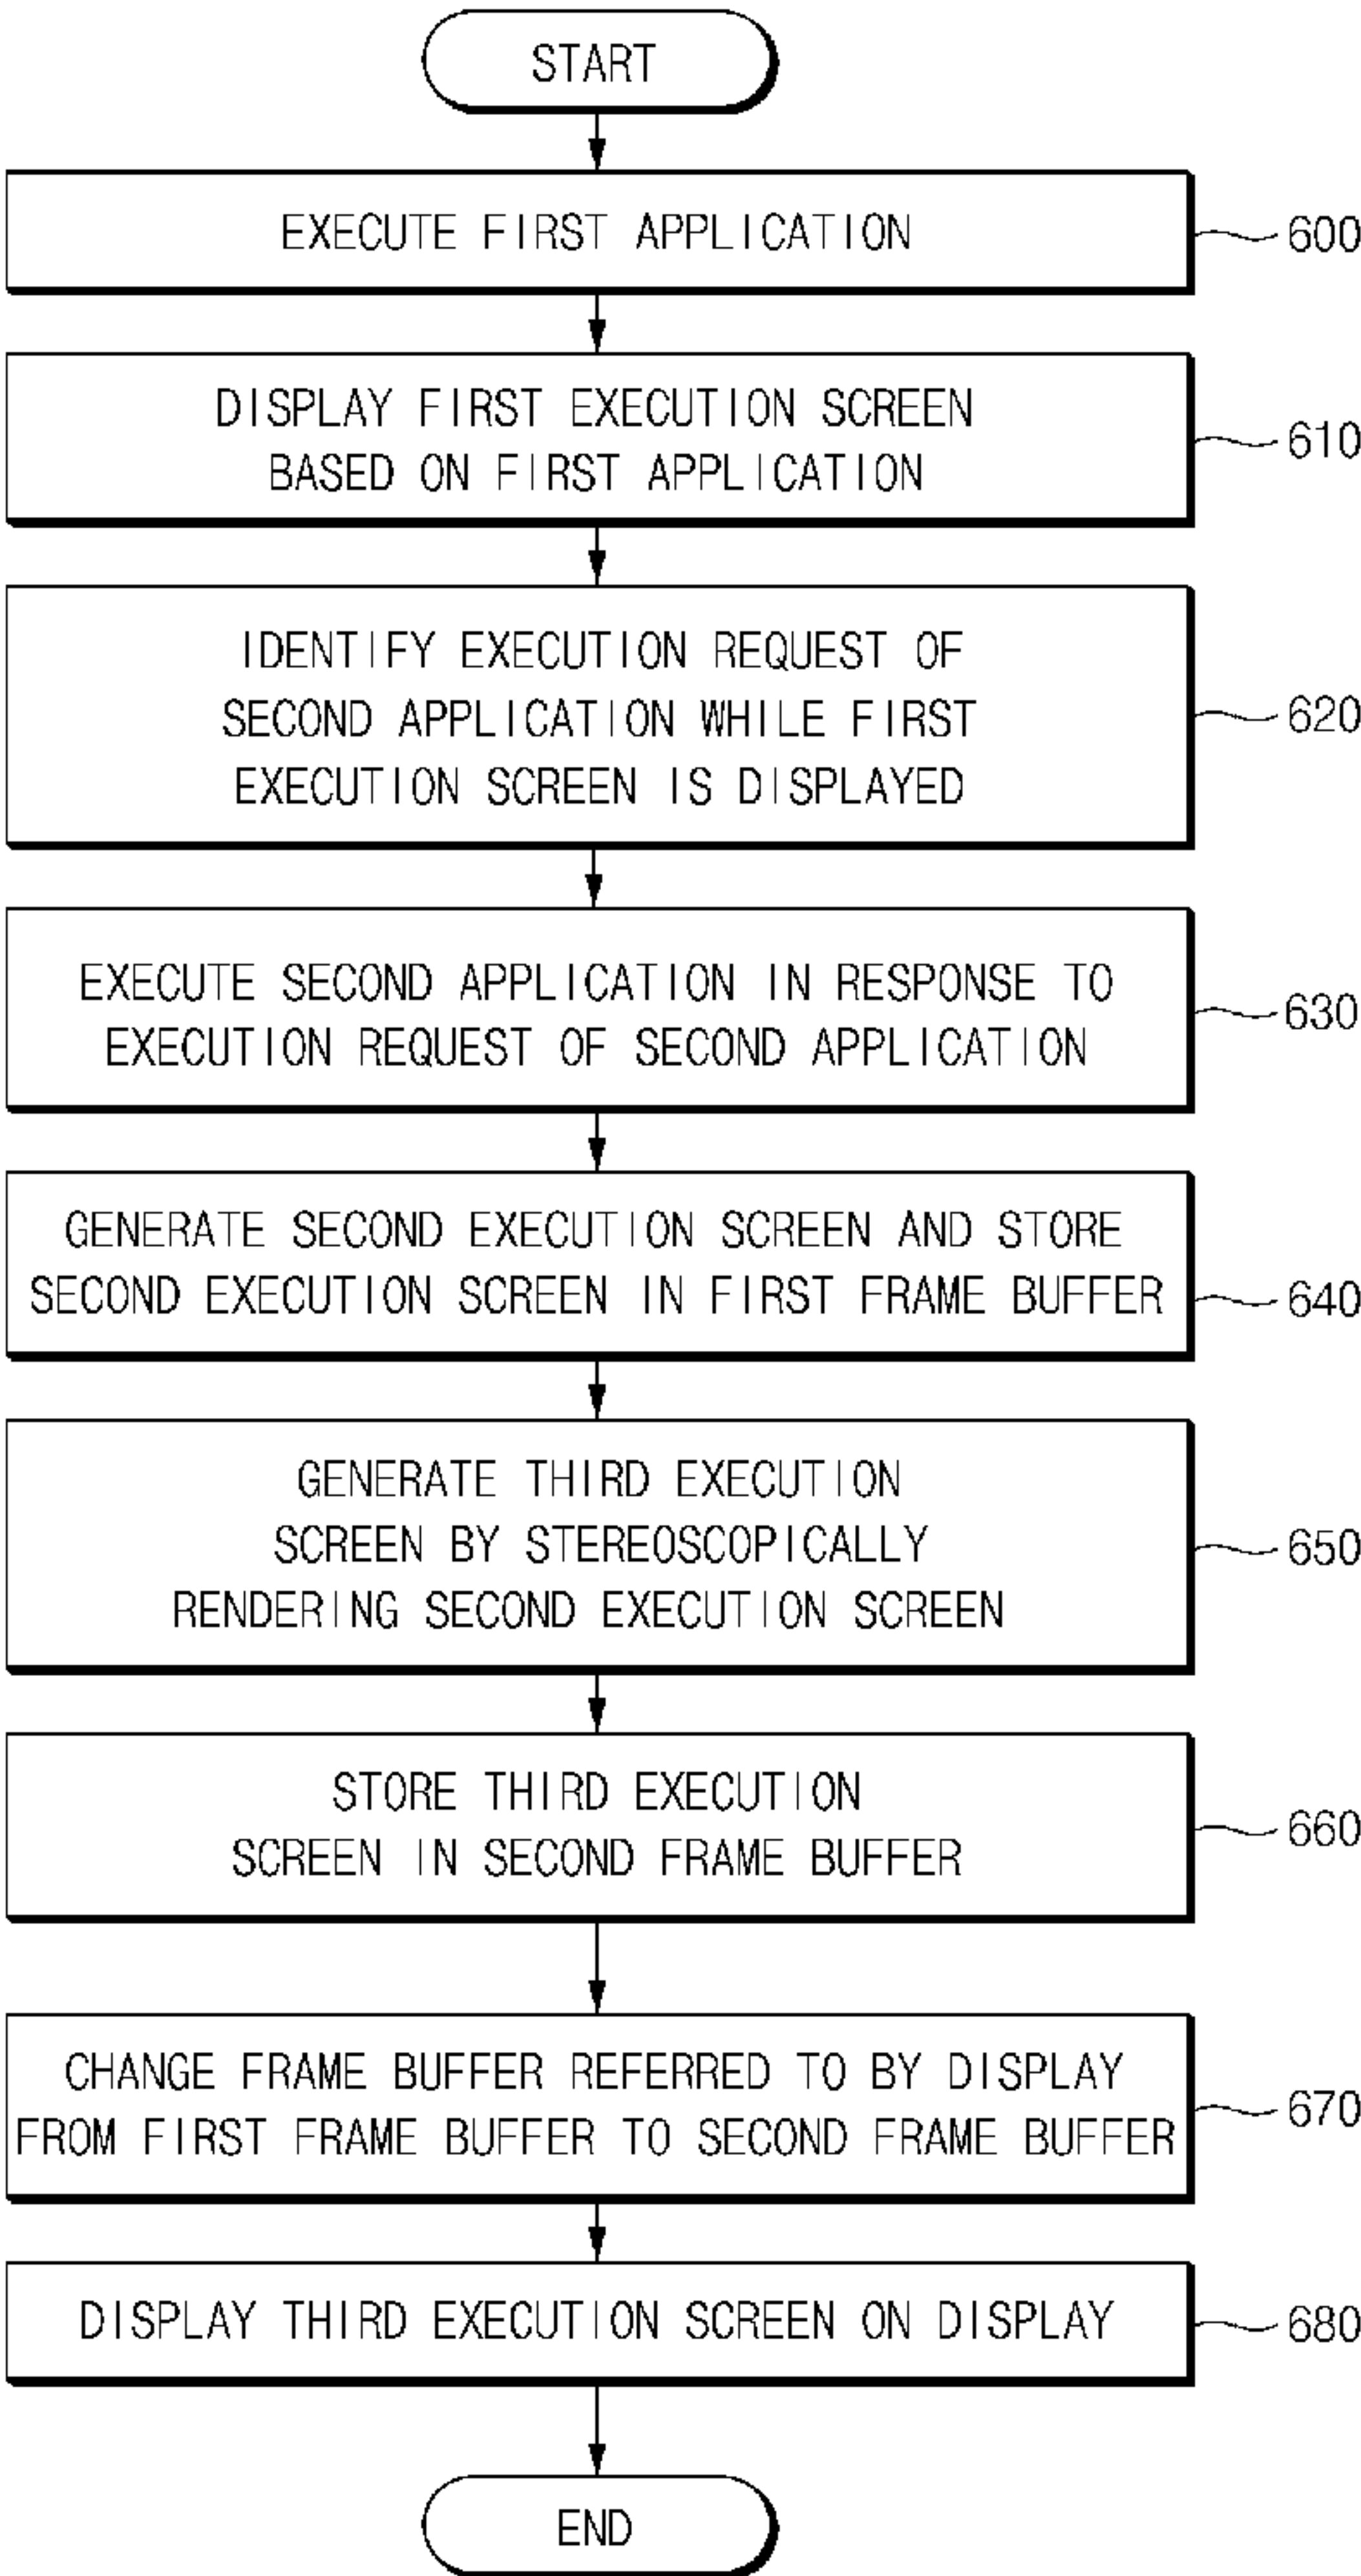 START
EXECUTE FIRST APPLICATION
600
DISPLAY FIRST EXECUTION SCREEN
BASED ON FIRST APPLICATION
610
IDENTIFY EXECUTION REQUEST OF
SECOND APPLICATION WHILE FIRST
EXECUTION SCREEN IS DISPLAYED
620
EXECUTE SECOND APPLICATION IN RESPONSE TO
EXECUTION REQUEST OF SECOND APPLICATION
630
GENERATE SECOND EXECUTION SCREEN AND STORE
SECOND EXECUTION SCREEN IN FIRST FRAME BUFFER
640
GENERATE THIRD EXECUTION
SCREEN BY STEREOSCOPICALLY
RENDERING SECOND EXECUTION SCREEN
650
STORE THIRD EXECUTION
SCREEN IN SECOND FRAME BUFFER
660
CHANGE FRAME BUFFER REFERRED TO BY DISPLAY
FROM FIRST FRAME BUFFER TO SECOND FRAME BUFFER
670
DISPLAY THIRD EXECUTION SCREEN ON DISPLAY
680
END